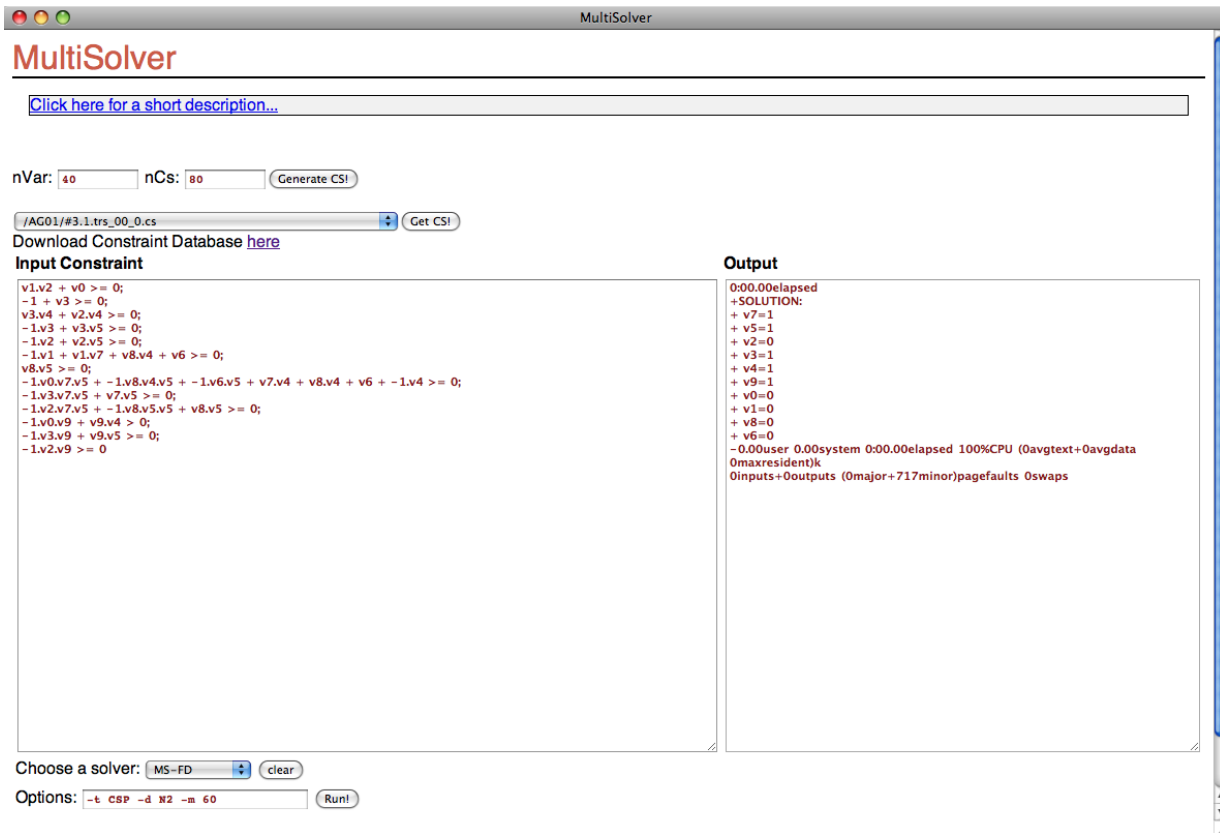 MultiSolver
MultiSolver
Click here for a short description...
nVar: 40 nCs: 80 Generate CS!
/AG01/#3.1.trs_00_0.cs Get CS!
Download Constraint Database here
Input Constraint
v1.v2 + v0 >= 0;
-1 + v3 >= 0;
v3.v4 + v2.v4 >= 0;
-1.v3 + v3.v5 >= 0;
-1.v2 + v2.v5 >= 0;
-1.v1 + v1.v7 + v8.v4 + v6 >= 0;
v8.v5 >= 0;
-1.v0.v7.v5 + -1.v8.v4.v5 + -1.v6.v5 + v7.v4 + v8.v4 + v6 + -1.v4 >= 0;
-1.v3.v7.v5 + v7.v5 >= 0;
-1.v2.v7.v5 + -1.v8.v5.v5 + v8.v5 >= 0;
-1.v0.v9 + v9.v4 > 0;
-1.v3.v9 + v9.v5 >= 0;
-1.v2.v9 >= 0
Output
0:00.00elapsed
+SOLUTION:
+ v7=1
+ v5=1
+ v2=0
+ v3=1
+ v4=1
+ v9=1
+ v0=0
+ v1=0
+ v8=0
+ v6=0
-0.00user 0.00system 0:00.00elapsed 100%CPU (0avgtext+0avgdata
0maxresident)k
0inputs+0outputs (0major+717minor)pagefaults 0swaps
Choose a solver: MS-FD clear
Options: -t CSP -d N2 -m 60 Run!